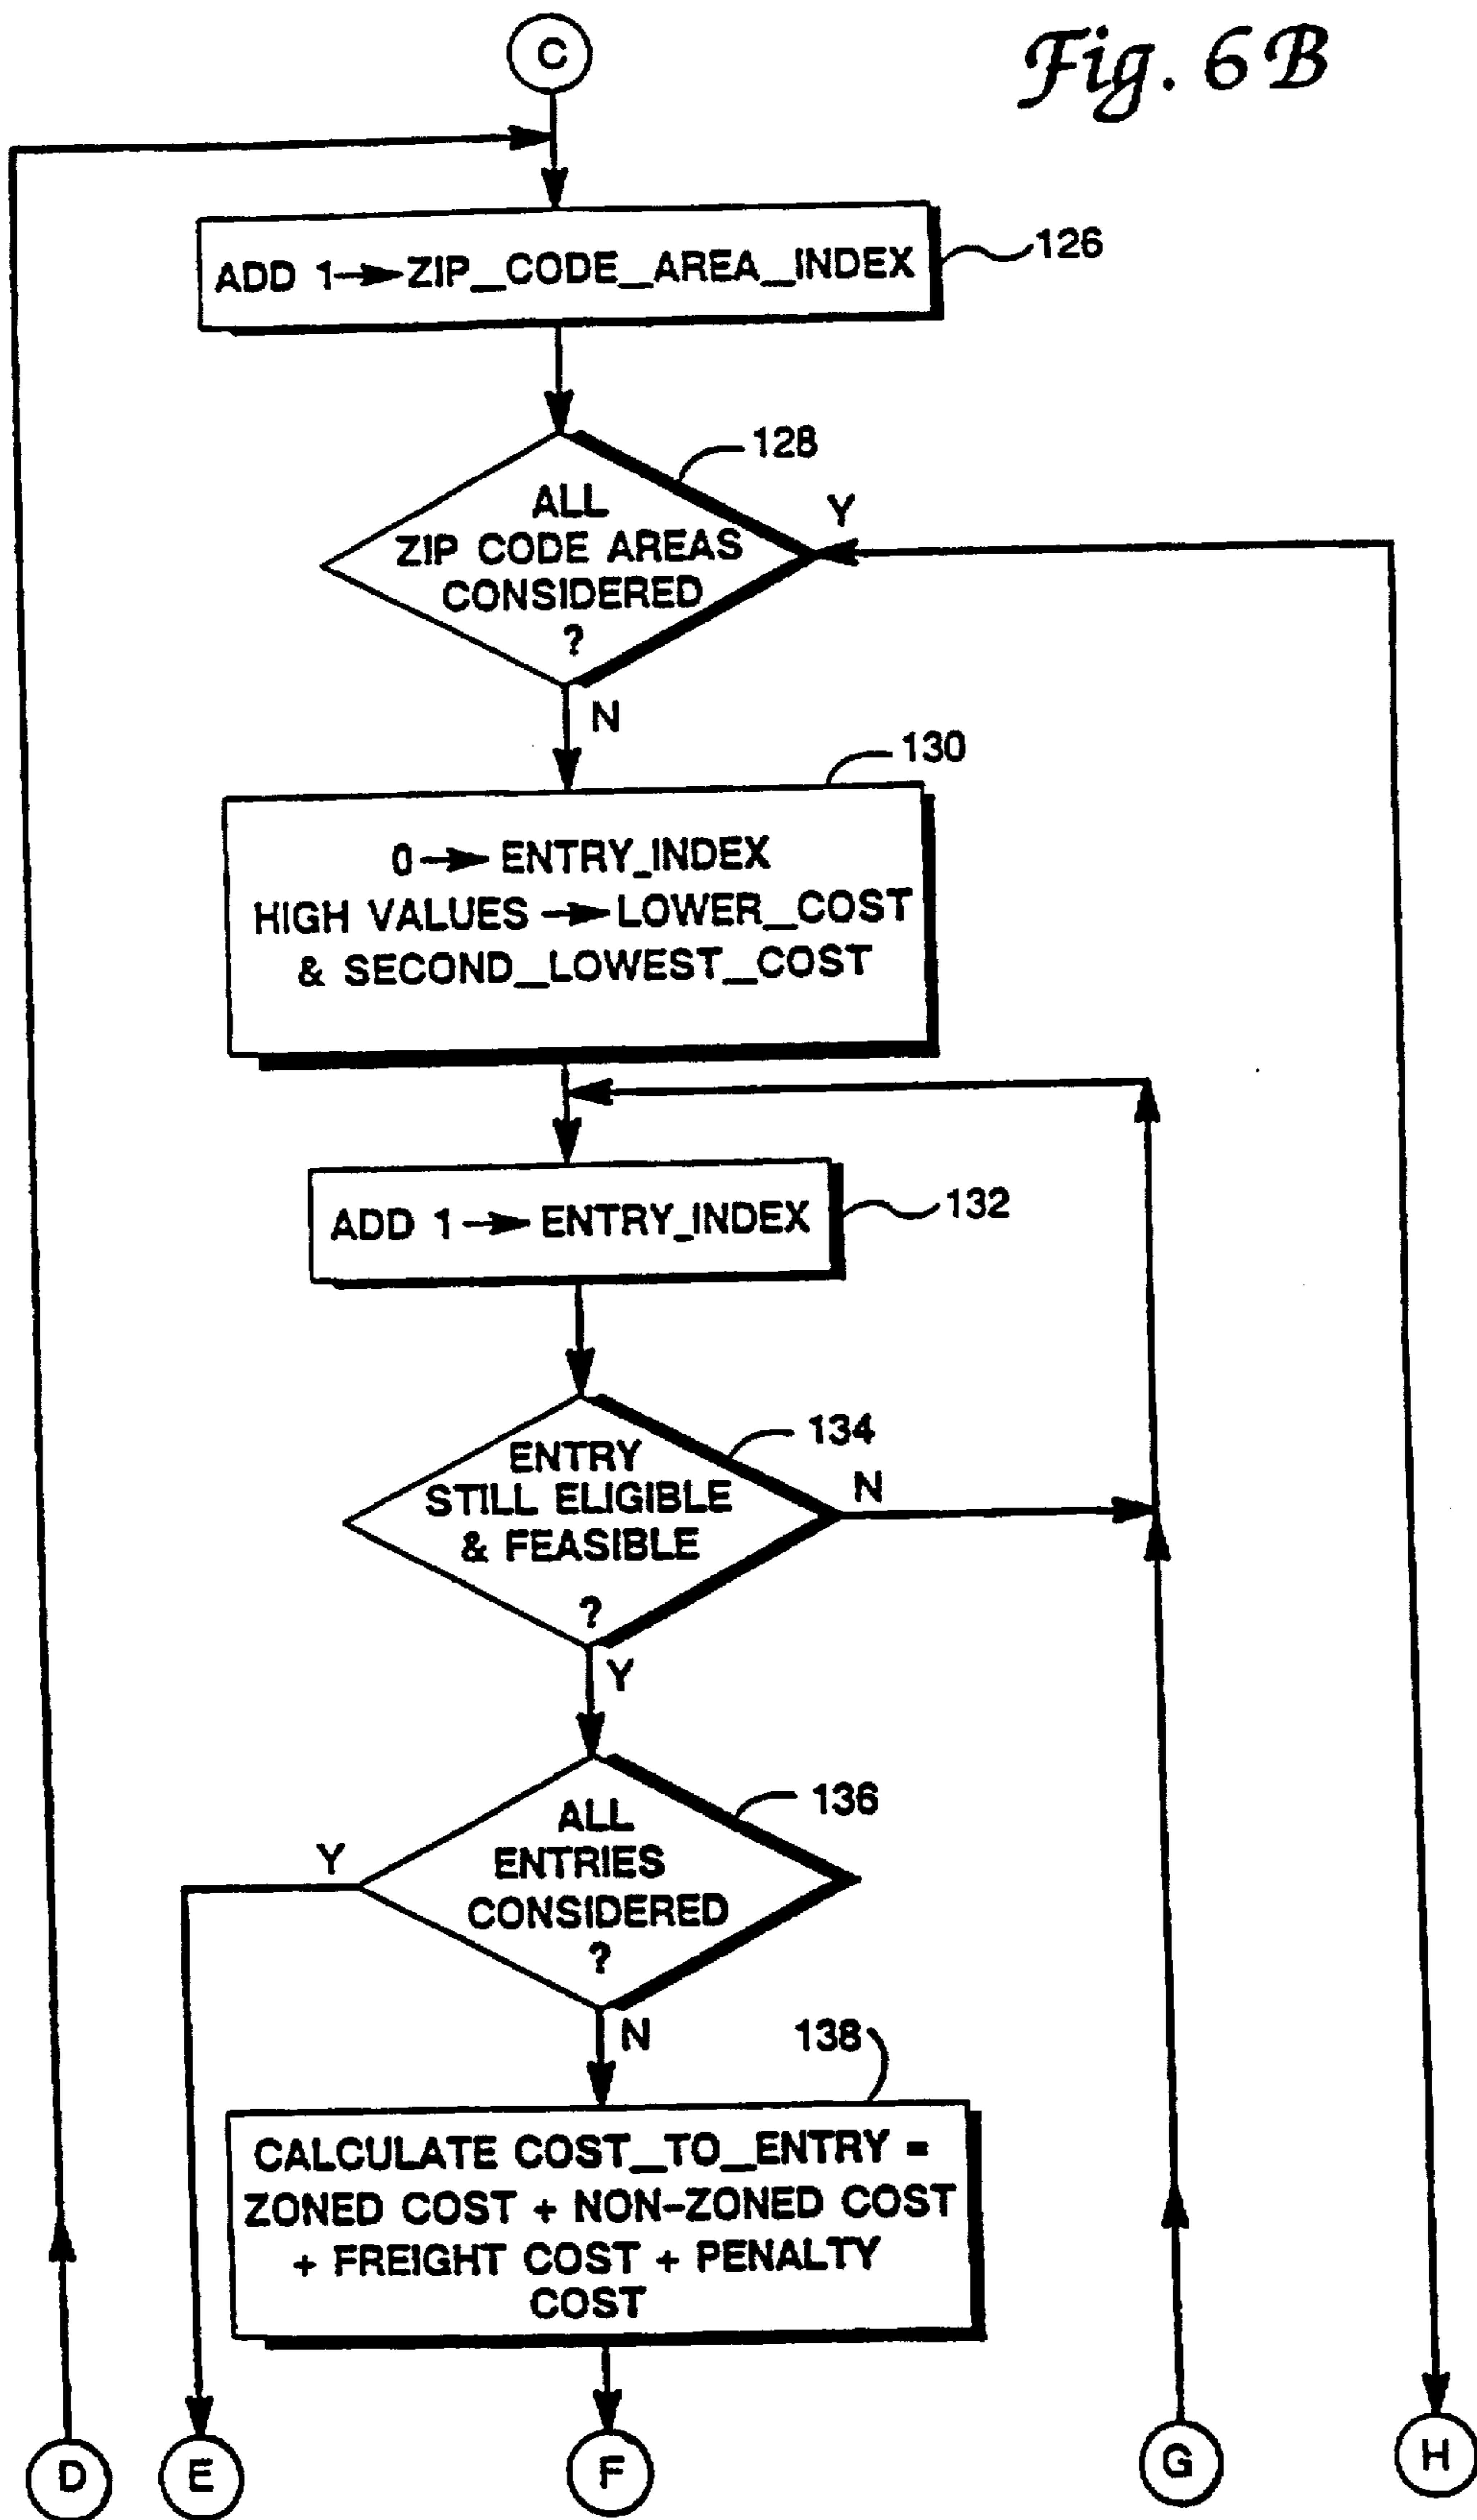 Fig. 6B
C
ADD 1→ZIP_CODE_AREA_INDEX
126
128
ALL
ZIP CODE AREAS
CONSIDERED
?
Y
N
130
0→ENTRY_INDEX
HIGH VALUES→LOWER_COST
& SECOND_LOWEST_COST
ADD 1→ENTRY_INDEX
132
134
ENTRY
STILL ELIGIBLE
& FEASIBLE
?
N
Y
136
ALL
ENTRIES
CONSIDERED
?
Y
N
138
CALCULATE COST_TO_ENTRY =
ZONED COST + NON-ZONED COST
+ FREIGHT COST + PENALTY
COST
D
E
F
G
H